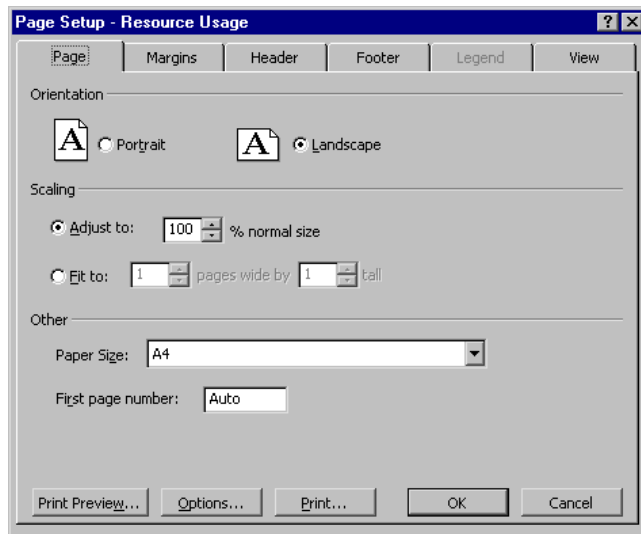 Page Setup - Resource Usage
Page Margins Header Footer Legend View
Orientation
A Portrait A Landscape
Scaling
Adjust to: 100 % normal size
Fit to: 1 pages wide by 1 tall
Other
Paper Size: A4
First page number: Auto
Print Preview... Options... Print... OK Cancel